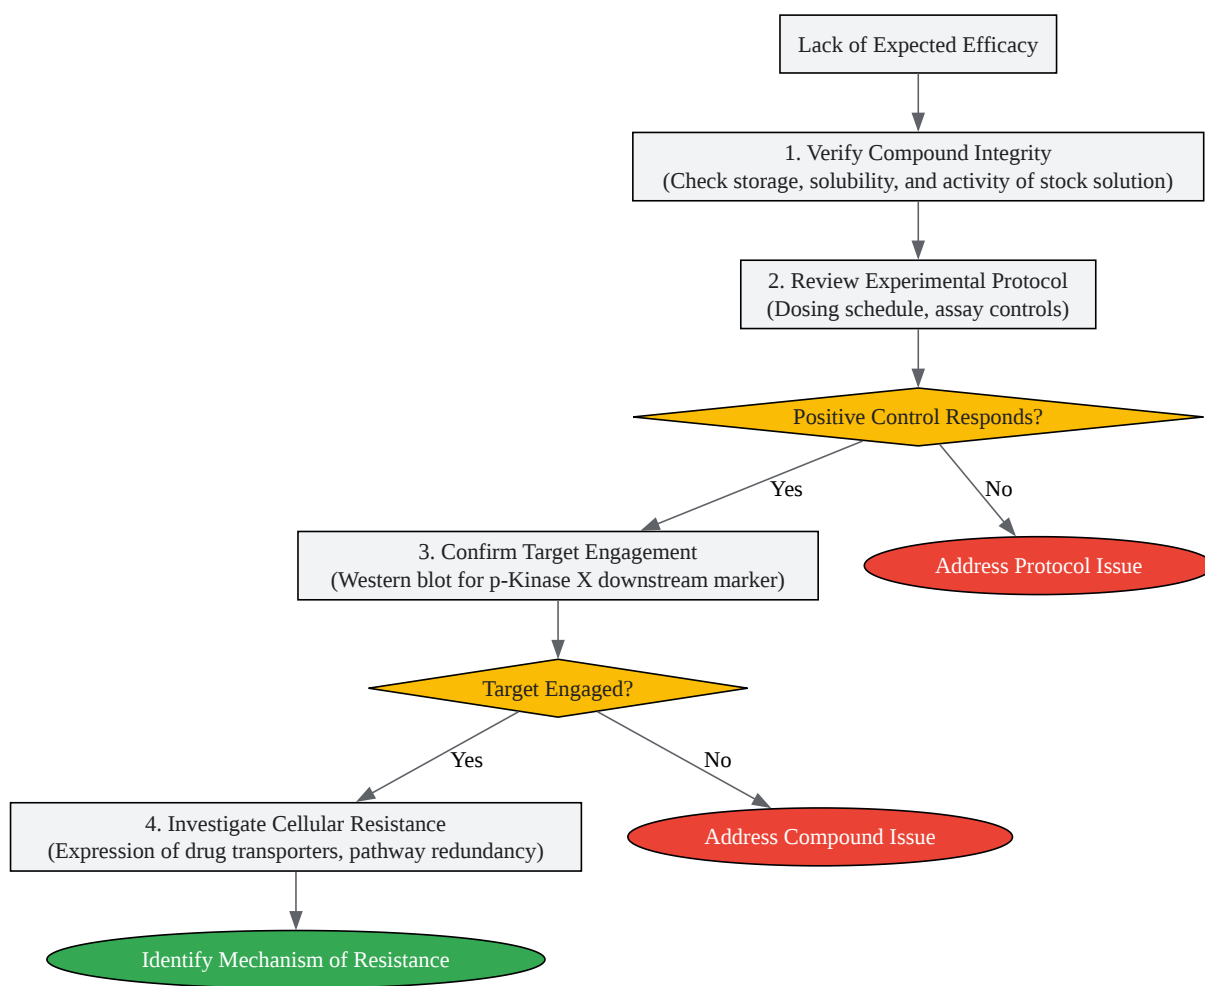 Lack of Expected Efficacy
1. Verify Compound Integrity
(Check storage, solubility, and activity of stock solution)
2. Review Experimental Protocol
(Dosing schedule, assay controls)
Positive Control Responds?
Yes
No
3. Confirm Target Engagement
(Western blot for p-Kinase X downstream marker)
Address Protocol Issue
Target Engaged?
Yes
No
4. Investigate Cellular Resistance
(Expression of drug transporters, pathway redundancy)
Address Compound Issue
Identify Mechanism of Resistance